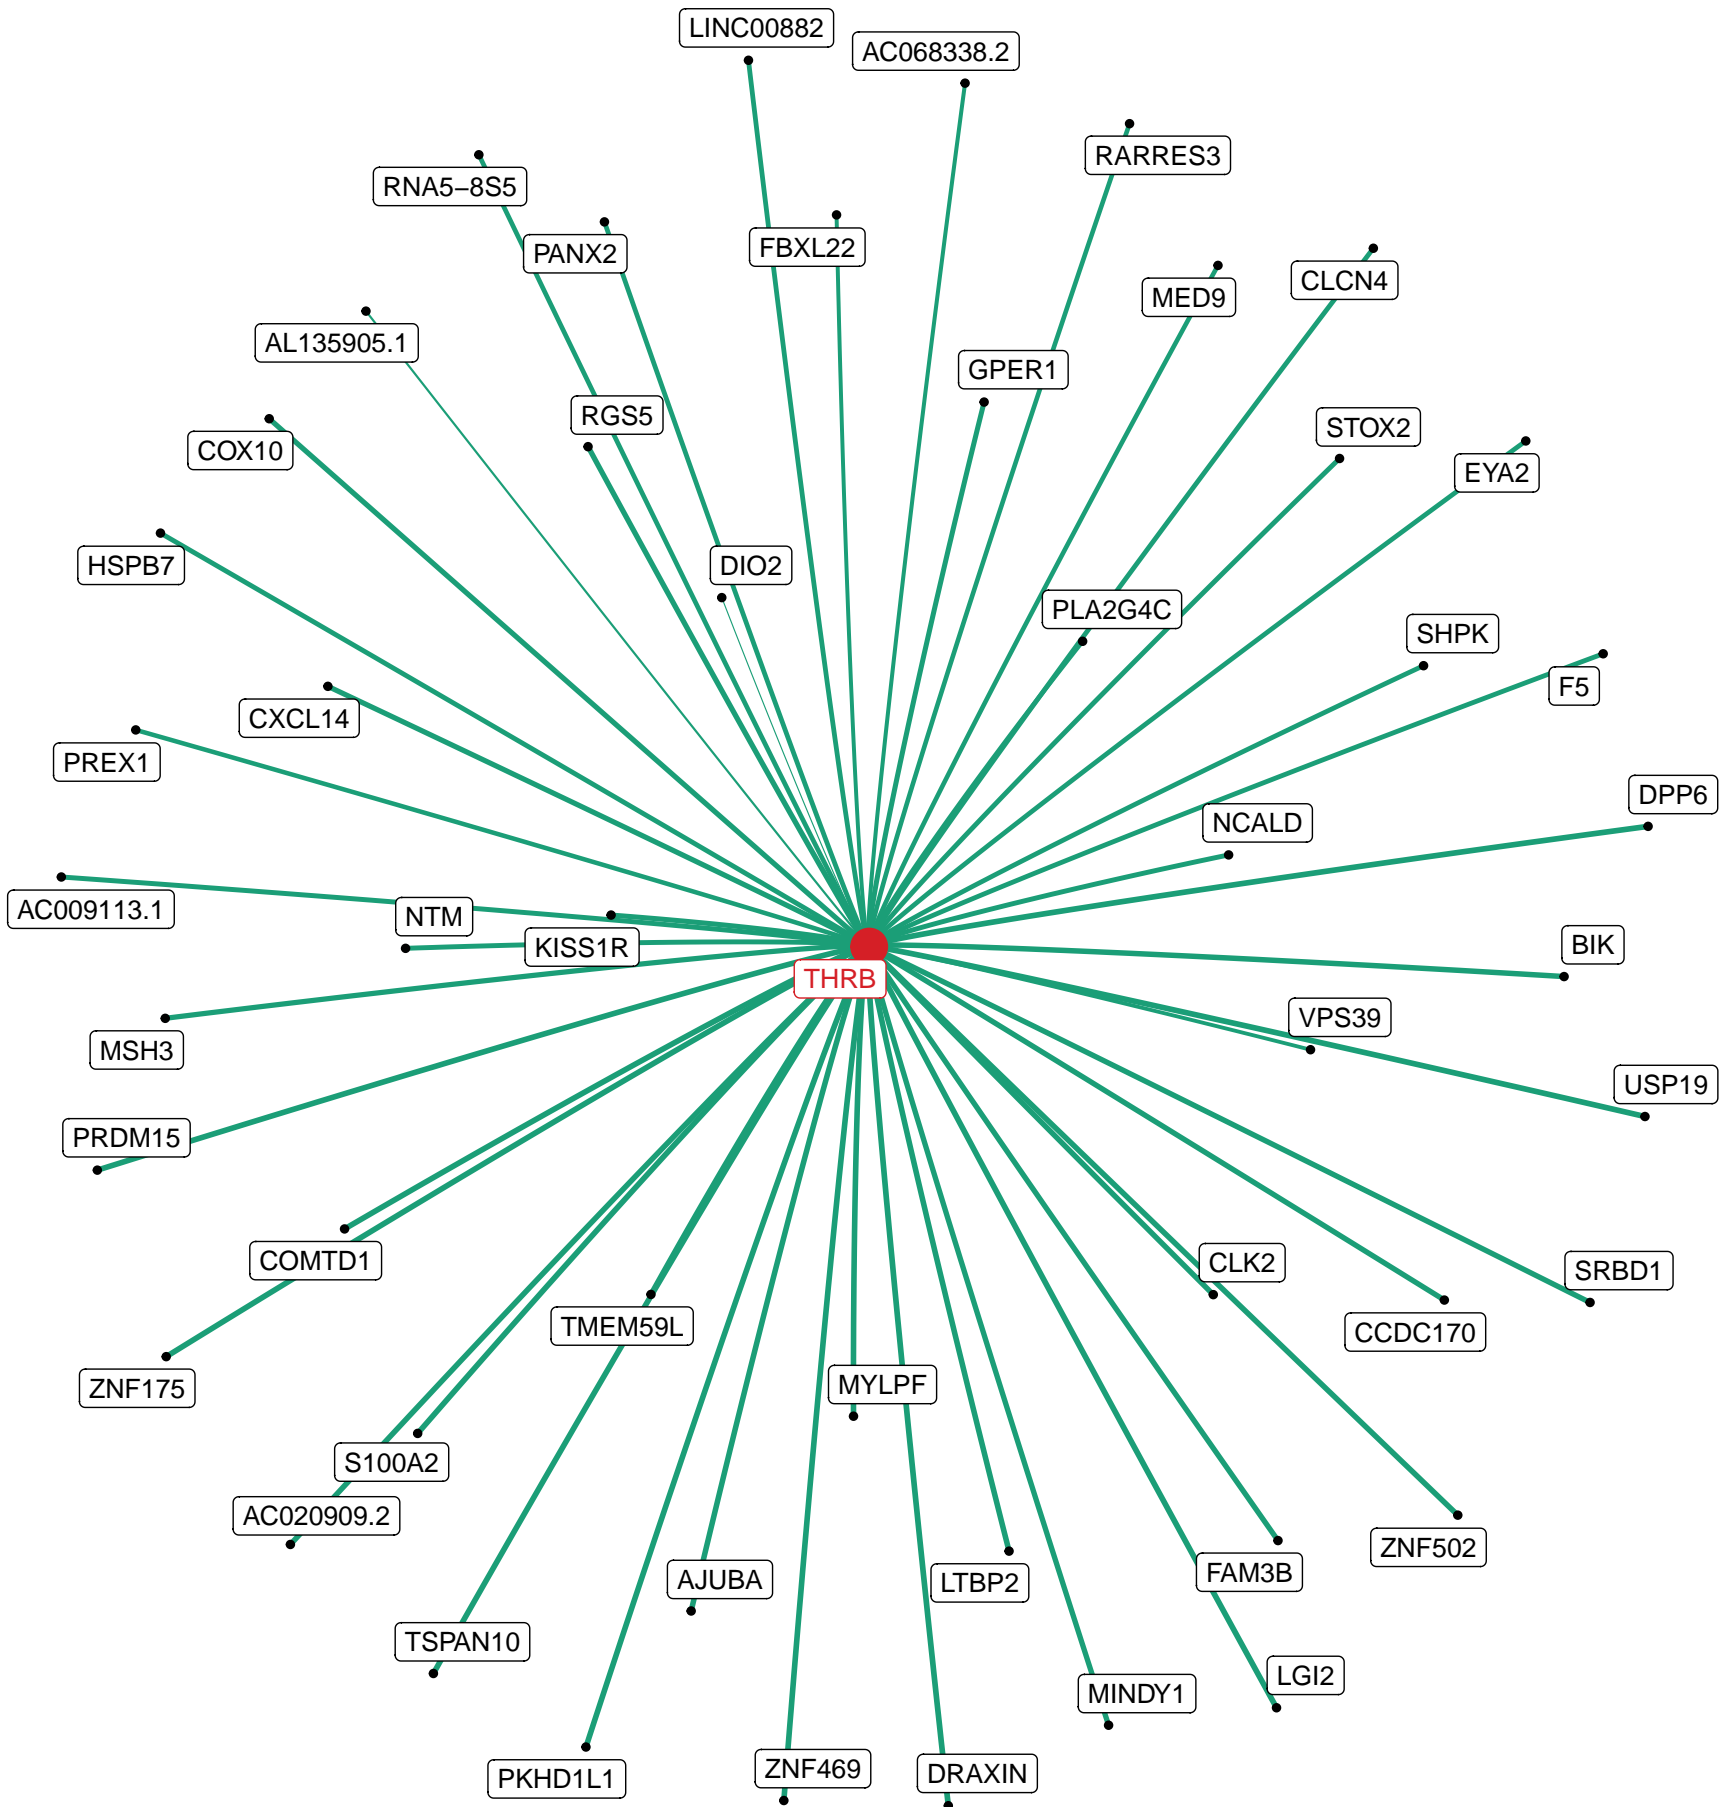 LINC00882
AC068338.2
RARRES3
RNA5−8S5
FBXL22
PANX2
CLCN4
MED9
AL135905.1
GPER1
RGS5
STOX2
COX10
EYA2
HSPB7
DIO2
PLA2G4C
SHPK
F5
CXCL14
PREX1
DPP6
NCALD
AC009113.1
NTM
KISS1R
BIK
THRB
VPS39
MSH3
USP19
PRDM15
COMTD1
CLK2
SRBD1
TMEM59L
CCDC170
ZNF175
MYLPF
S100A2
AC020909.2
ZNF502
FAM3B
AJUBA
LTBP2
TSPAN10
LGI2
MINDY1
ZNF469
DRAXIN
PKHD1L1